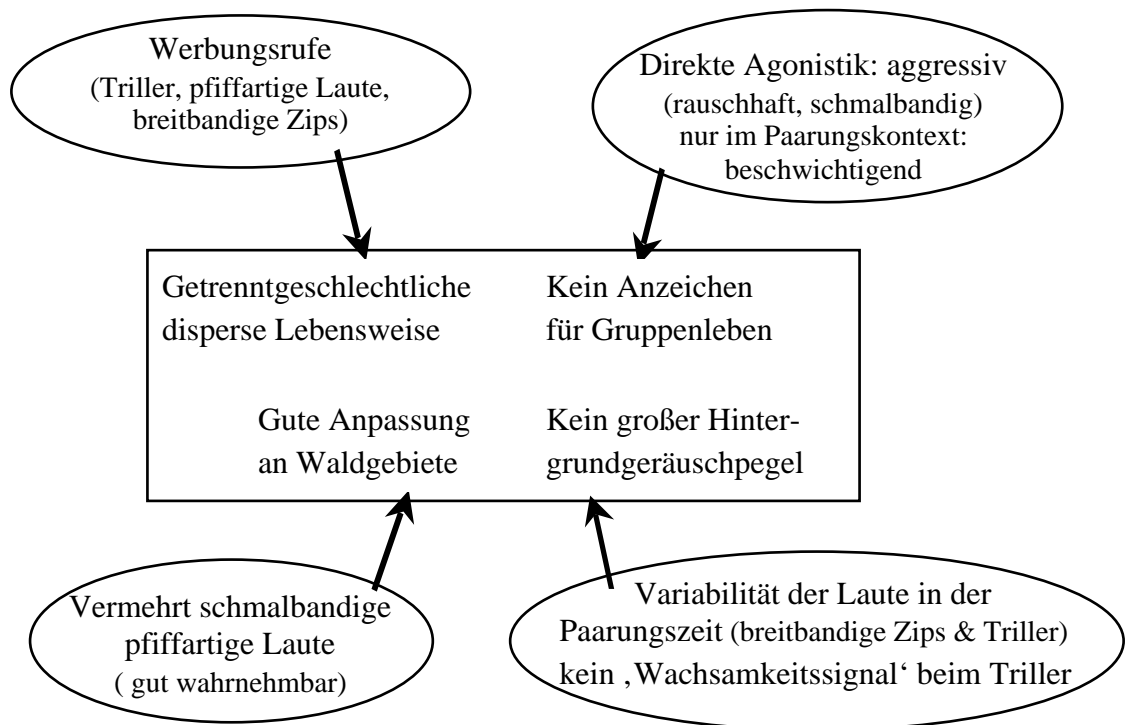 Werbungsrufe
(Triller, pfiffartige Laute,
breitbandige Zips)
Direkte Agonistik: aggressiv
(rauschhaft, schmalbandig)
nur im Paarungskontext:
beschwichtigend
Getrenntgeschlechtliche
disperse Lebensweise
Kein Anzeichen
für Gruppenleben
Gute Anpassung
an Waldgebiete
Kein großer Hinter-
grundgeräuschpegel
Vermehrt schmalbandige
pfiffartige Laute
( gut wahrnehmbar)
Variabilität der Laute in der
Paarungszeit (breitbandige Zips & Triller)
kein ‚Wachsamkeitssignal‘ beim Triller